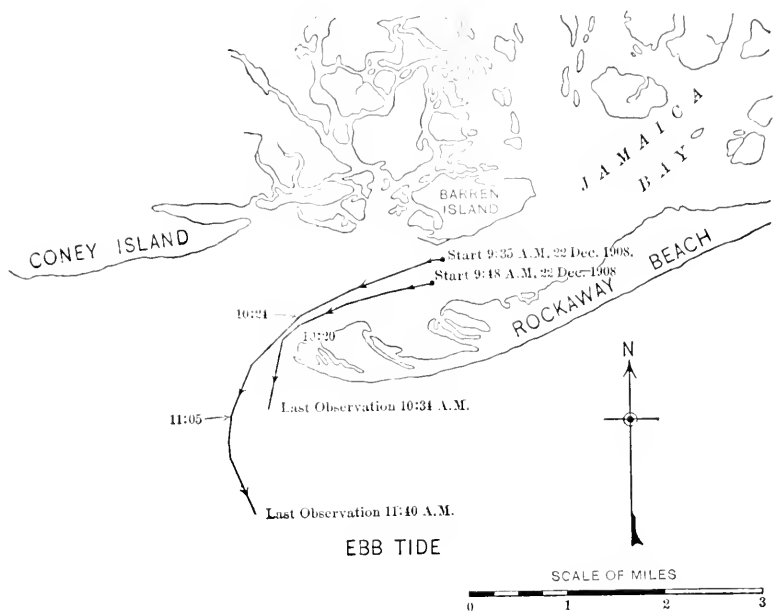 JAMAICA
BAY
BARREN
ISLAND
CONEY ISLAND
Start 9:35 A.M. 22 Dec. 1908.
Start 9:48 A.M. 22 Dec. 1908
ROCKAWAY BEACH
10:24
10:20
N
11:05
Last Observation 10:34 A.M.
Last Observation 11:40 A.M.
EBB TIDE
SCALE OF MILES
0 1 2 3